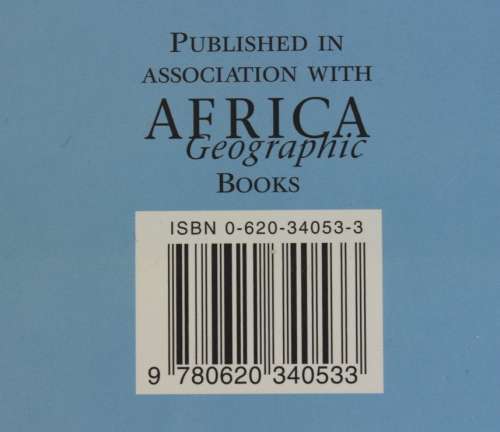 PUBLISHED IN
ASSOCIATION WITH
AFRICA
Geographic
BOOKS
ISBN 0-620-34053-3
9 780620 340533